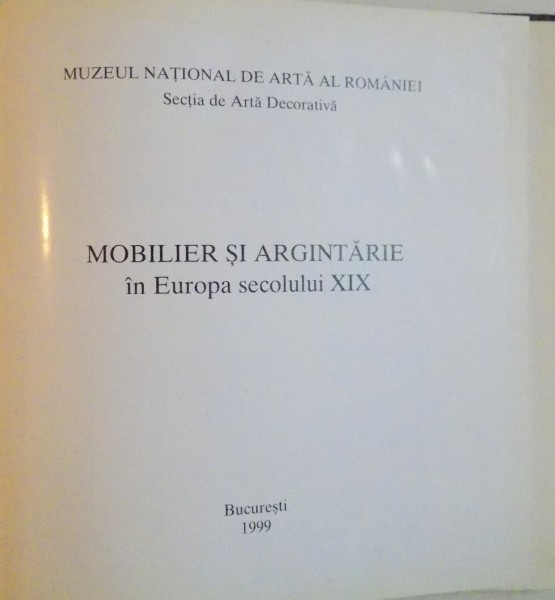 MUZEUL NAȚIONAL DE ARTĂ AL ROMÂNIEI
Secția de Artă Decorativă
MOBILIER ȘI ARGINTĂRIE
în Europa secolului XIX
București
1999